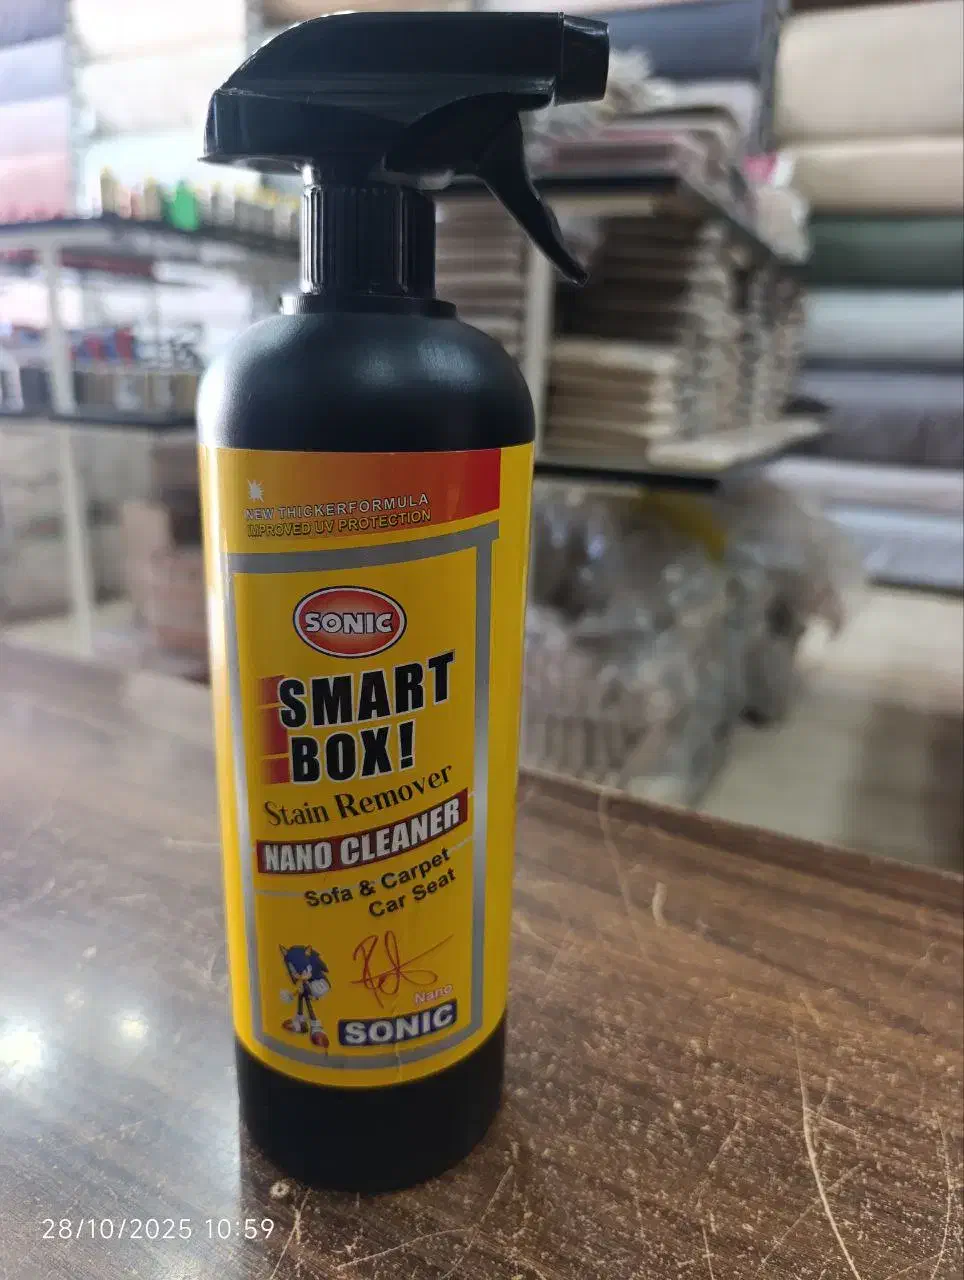 NEW THICKERFORMULA
IMPROVED UV PROTECTION
SONIC
SMART
BOX!
Stain Remover
NANO CLEANER
Sofa & Carpet
Car Seat
Nano
SONIC
28/10/2025 10:59